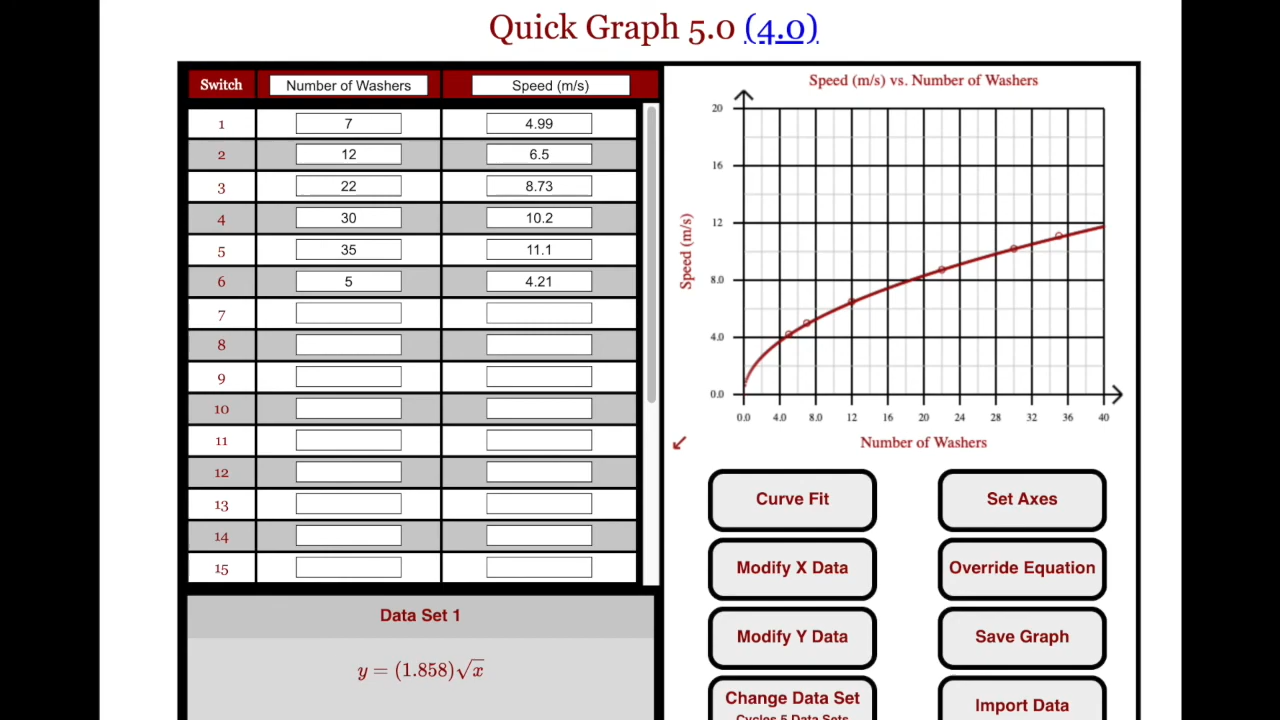 Quick Graph 5.0 (4.0)
Switch Number of Washers Speed (m/s)
1 7 4.99
2 12 6.5
3 22 8.73
4 30 10.2
5 35 11.1
6 5 4.21
7
8
9
10
11
12
13
14
15
Data Set 1
y = (1.858)√x
Speed (m/s) vs. Number of Washers
20
16
12
8.0
4.0
0.0
Speed (m/s)
0.0 4.0 8.0 12 16 20 24 28 32 36 40
Number of Washers
Curve Fit Set Axes
Modify X Data Override Equation
Modify Y Data Save Graph
Change Data Set Import Data
Cycles 5 Data Sets